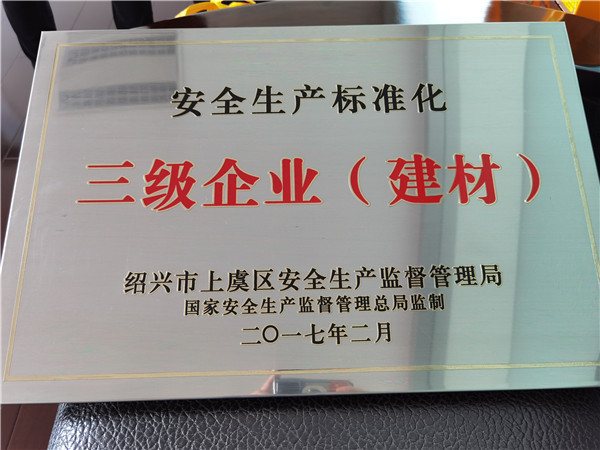 安全生产标准化
三级企业（建材）
绍兴市上虞区安全生产监督管理局
国家安全生产监督管理总局监制
二〇一七年二月